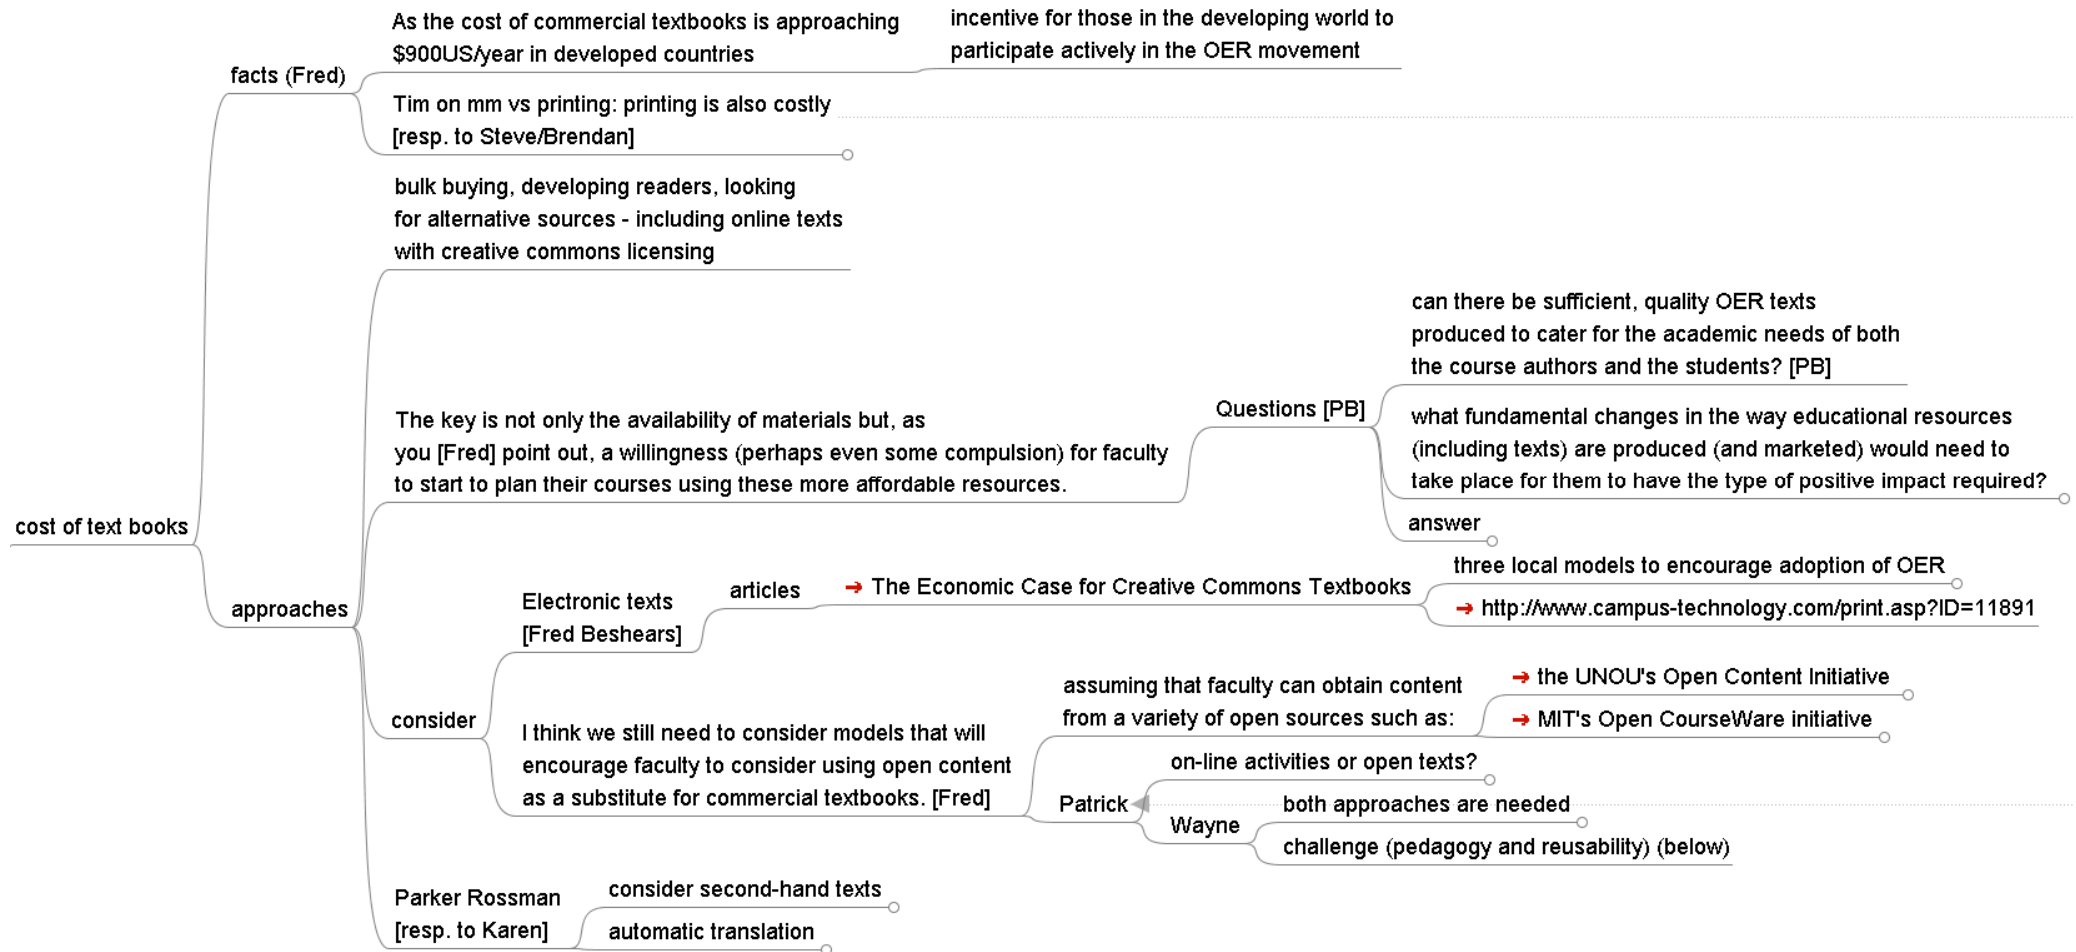 As the cost of commercial textbooks is approaching
$900US/year in developed countries
incentive for those in the developing world to
participate actively in the OER movement
facts (Fred)
Tim on mm vs printing: printing is also costly
[resp. to Steve/Brendan]
bulk buying, developing readers, looking
for alternative sources - including online texts
with creative commons licensing
The key is not only the availability of materials but, as
you [Fred] point out, a willingness (perhaps even some compulsion) for faculty
to start to plan their courses using these more affordable resources.
Questions [PB]
can there be sufficient, quality OER texts
produced to cater for the academic needs of both
the course authors and the students? [PB]
what fundamental changes in the way educational resources
(including texts) are produced (and marketed) would need to
take place for them to have the type of positive impact required?
answer
cost of text books
approaches
consider
Electronic texts
[Fred Beshears]
articles
The Economic Case for Creative Commons Textbooks
three local models to encourage adoption of OER
http://www.campus-technology.com/print.asp?ID=11891
I think we still need to consider models that will
encourage faculty to consider using open content
as a substitute for commercial textbooks. [Fred]
assuming that faculty can obtain content
from a variety of open sources such as:
the UNOU's Open Content Initiative
MIT's Open CourseWare initiative
Patrick
on-line activities or open texts?
Wayne
both approaches are needed
challenge (pedagogy and reusability) (below)
Parker Rossman
[resp. to Karen]
consider second-hand texts
automatic translation